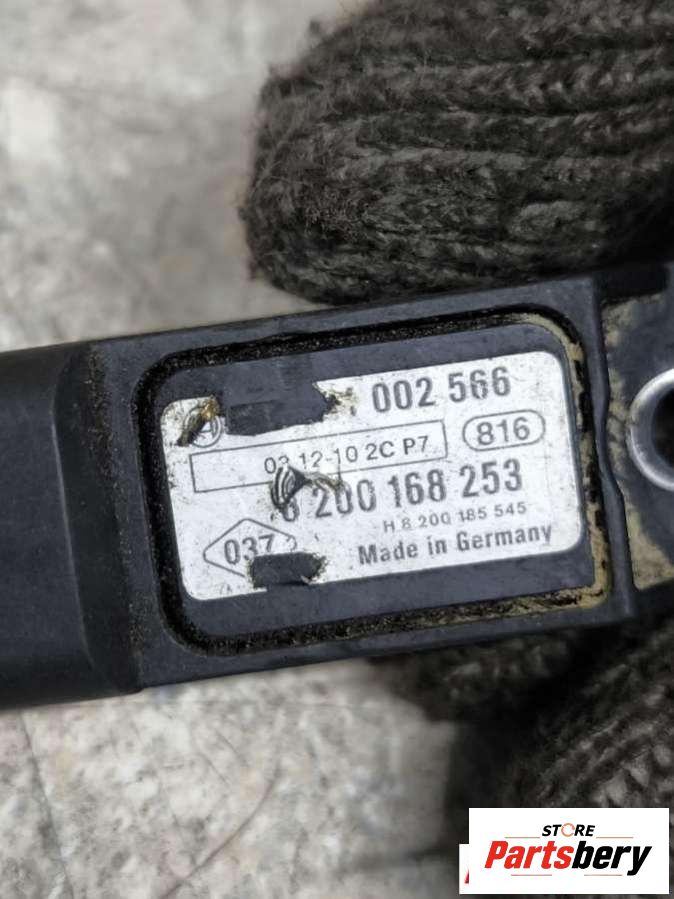 002 566
03 12 10 2C P7
816
8 200 168 253
H 8 200 185 545
037
Made in Germany
STORE
Partsbery